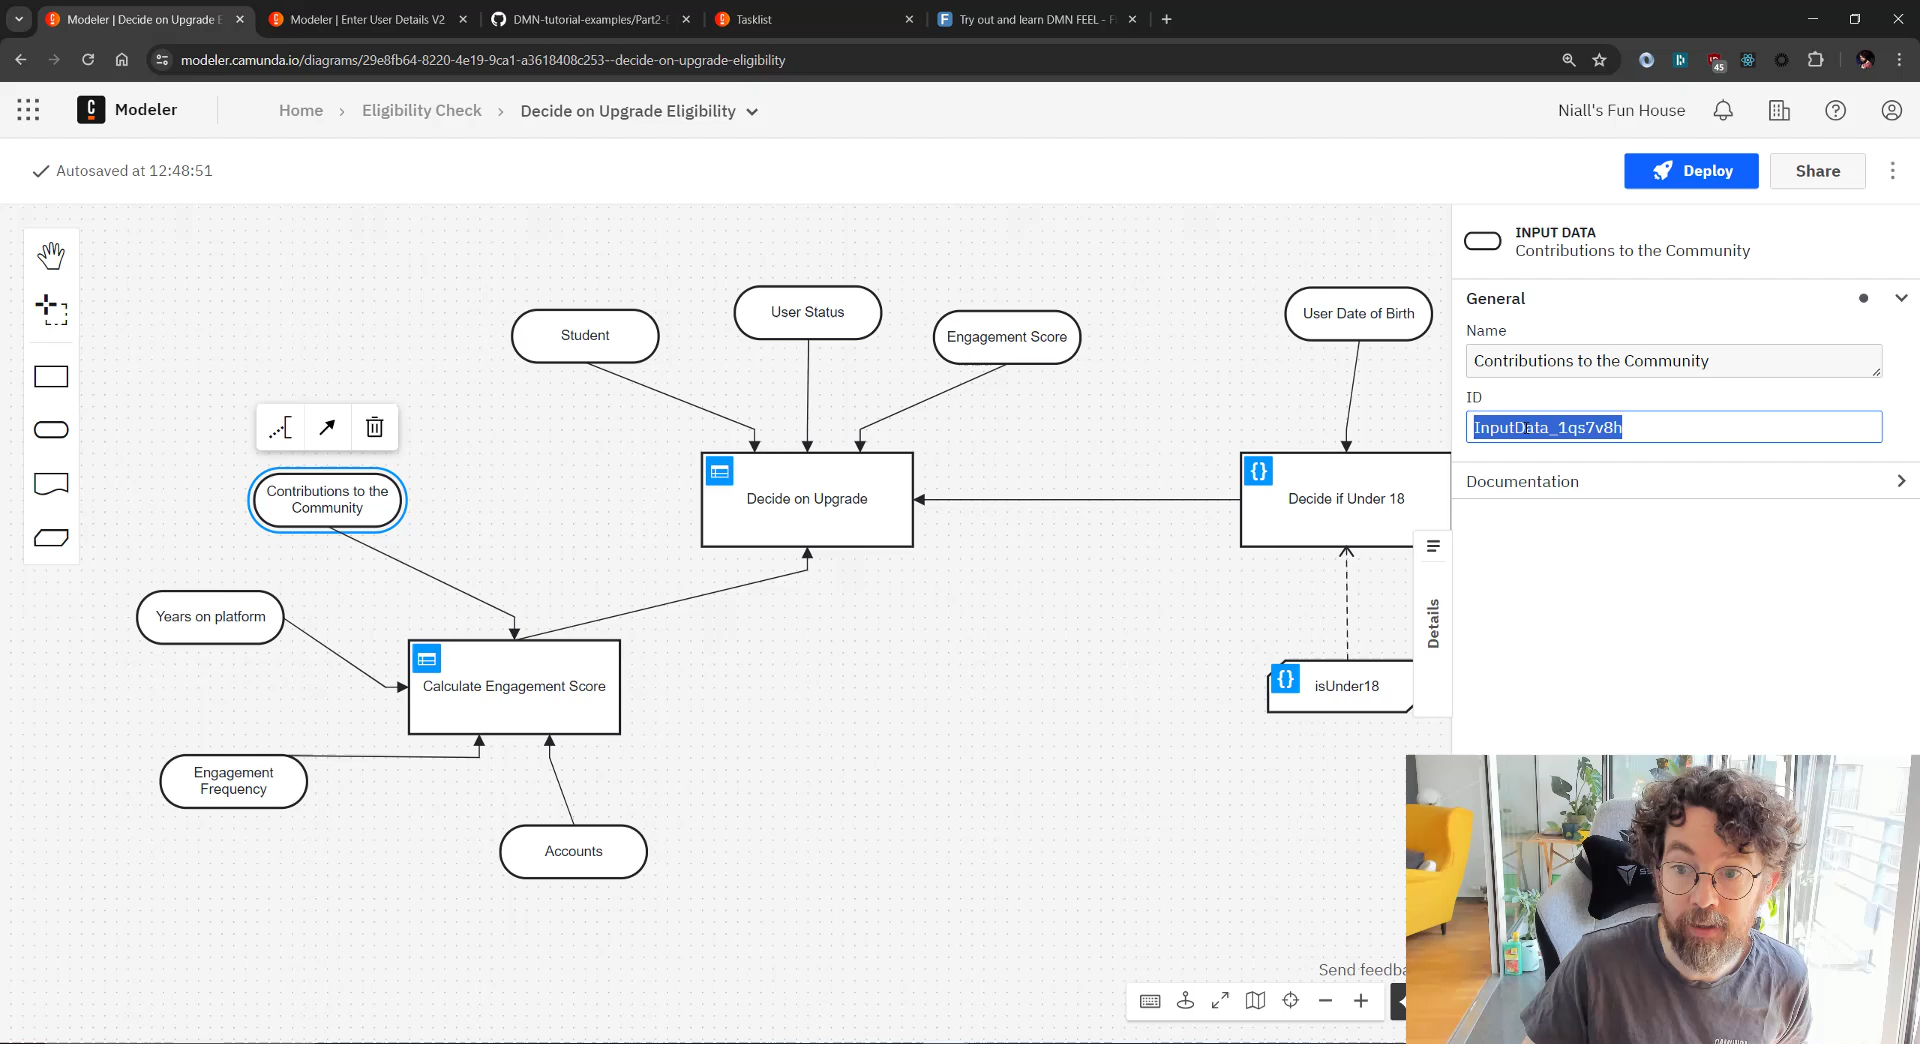 Modeler | Decide on Upgrade E
Modeler | Enter User Details V2
DMN-tutorial-examples/Part2-D
Tasklist
Try out and learn DMN FEEL - F
modeler.camunda.io/diagrams/29e8fb64-8220-4e19-9ca1-a3618408c253--decide-on-upgrade-eligibility
45
Modeler
Home
Eligibility Check
Decide on Upgrade Eligibility
Niall's Fun House
Autosaved at 12:48:51
Deploy
Share
INPUT DATA
Contributions to the Community
General
Name
Contributions to the Community
ID
InputData_1qs7v8h
Documentation
Details
Student
User Status
Engagement Score
User Date of Birth
Contributions to the
Community
Decide on Upgrade
{}
Decide if Under 18
Years on platform
Calculate Engagement Score
{}
isUnder18
Engagement
Frequency
Accounts
Send feedba